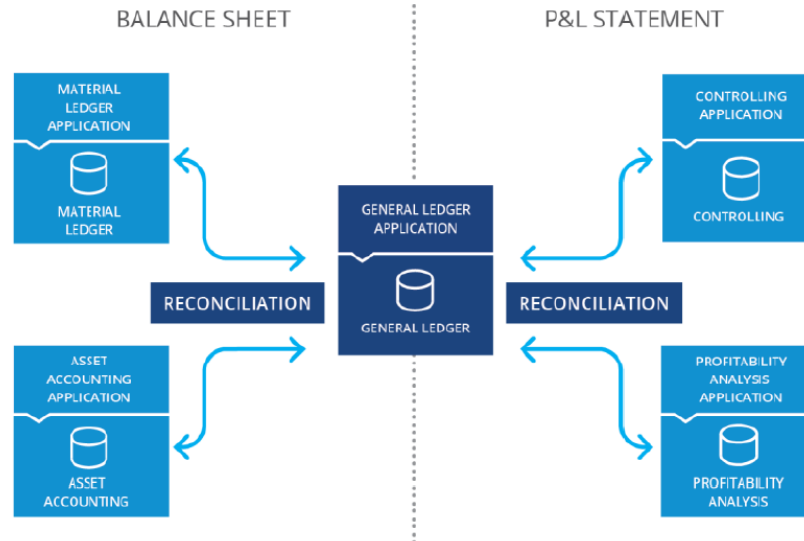 BALANCE SHEET
P&L STATEMENT
MATERIAL
LEDGER
APPLICATION
MATERIAL
LEDGER
CONTROLLING
APPLICATION
CONTROLLING
GENERAL LEDGER
APPLICATION
GENERAL LEDGER
RECONCILIATION
RECONCILIATION
ASSET
ACCOUNTING
APPLICATION
ASSET
ACCOUNTING
PROFITABILITY
ANALYSIS
APPLICATION
PROFITABILITY
ANALYSIS